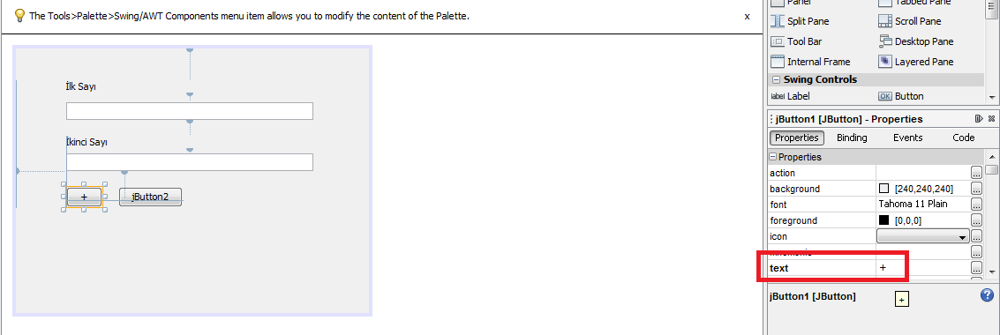 The Tools>Palette>Swing/AWT Components menu item allows you to modify the content of the Palette. x
İlk Sayı
İkinci Sayı
+ jButton2
Panel Tabbed Pane
Split Pane Scroll Pane
Tool Bar Desktop Pane
Internal Frame Layered Pane
Swing Controls
label Label OK Button
jButton1 [JButton] - Properties
Properties Binding Events Code
Properties
action ...
background [240,240,240] ...
font Tahoma 11 Plain ...
foreground [0,0,0] ...
icon ...
mnemonic ...
text + ...
jButton1 [JButton] ?
+